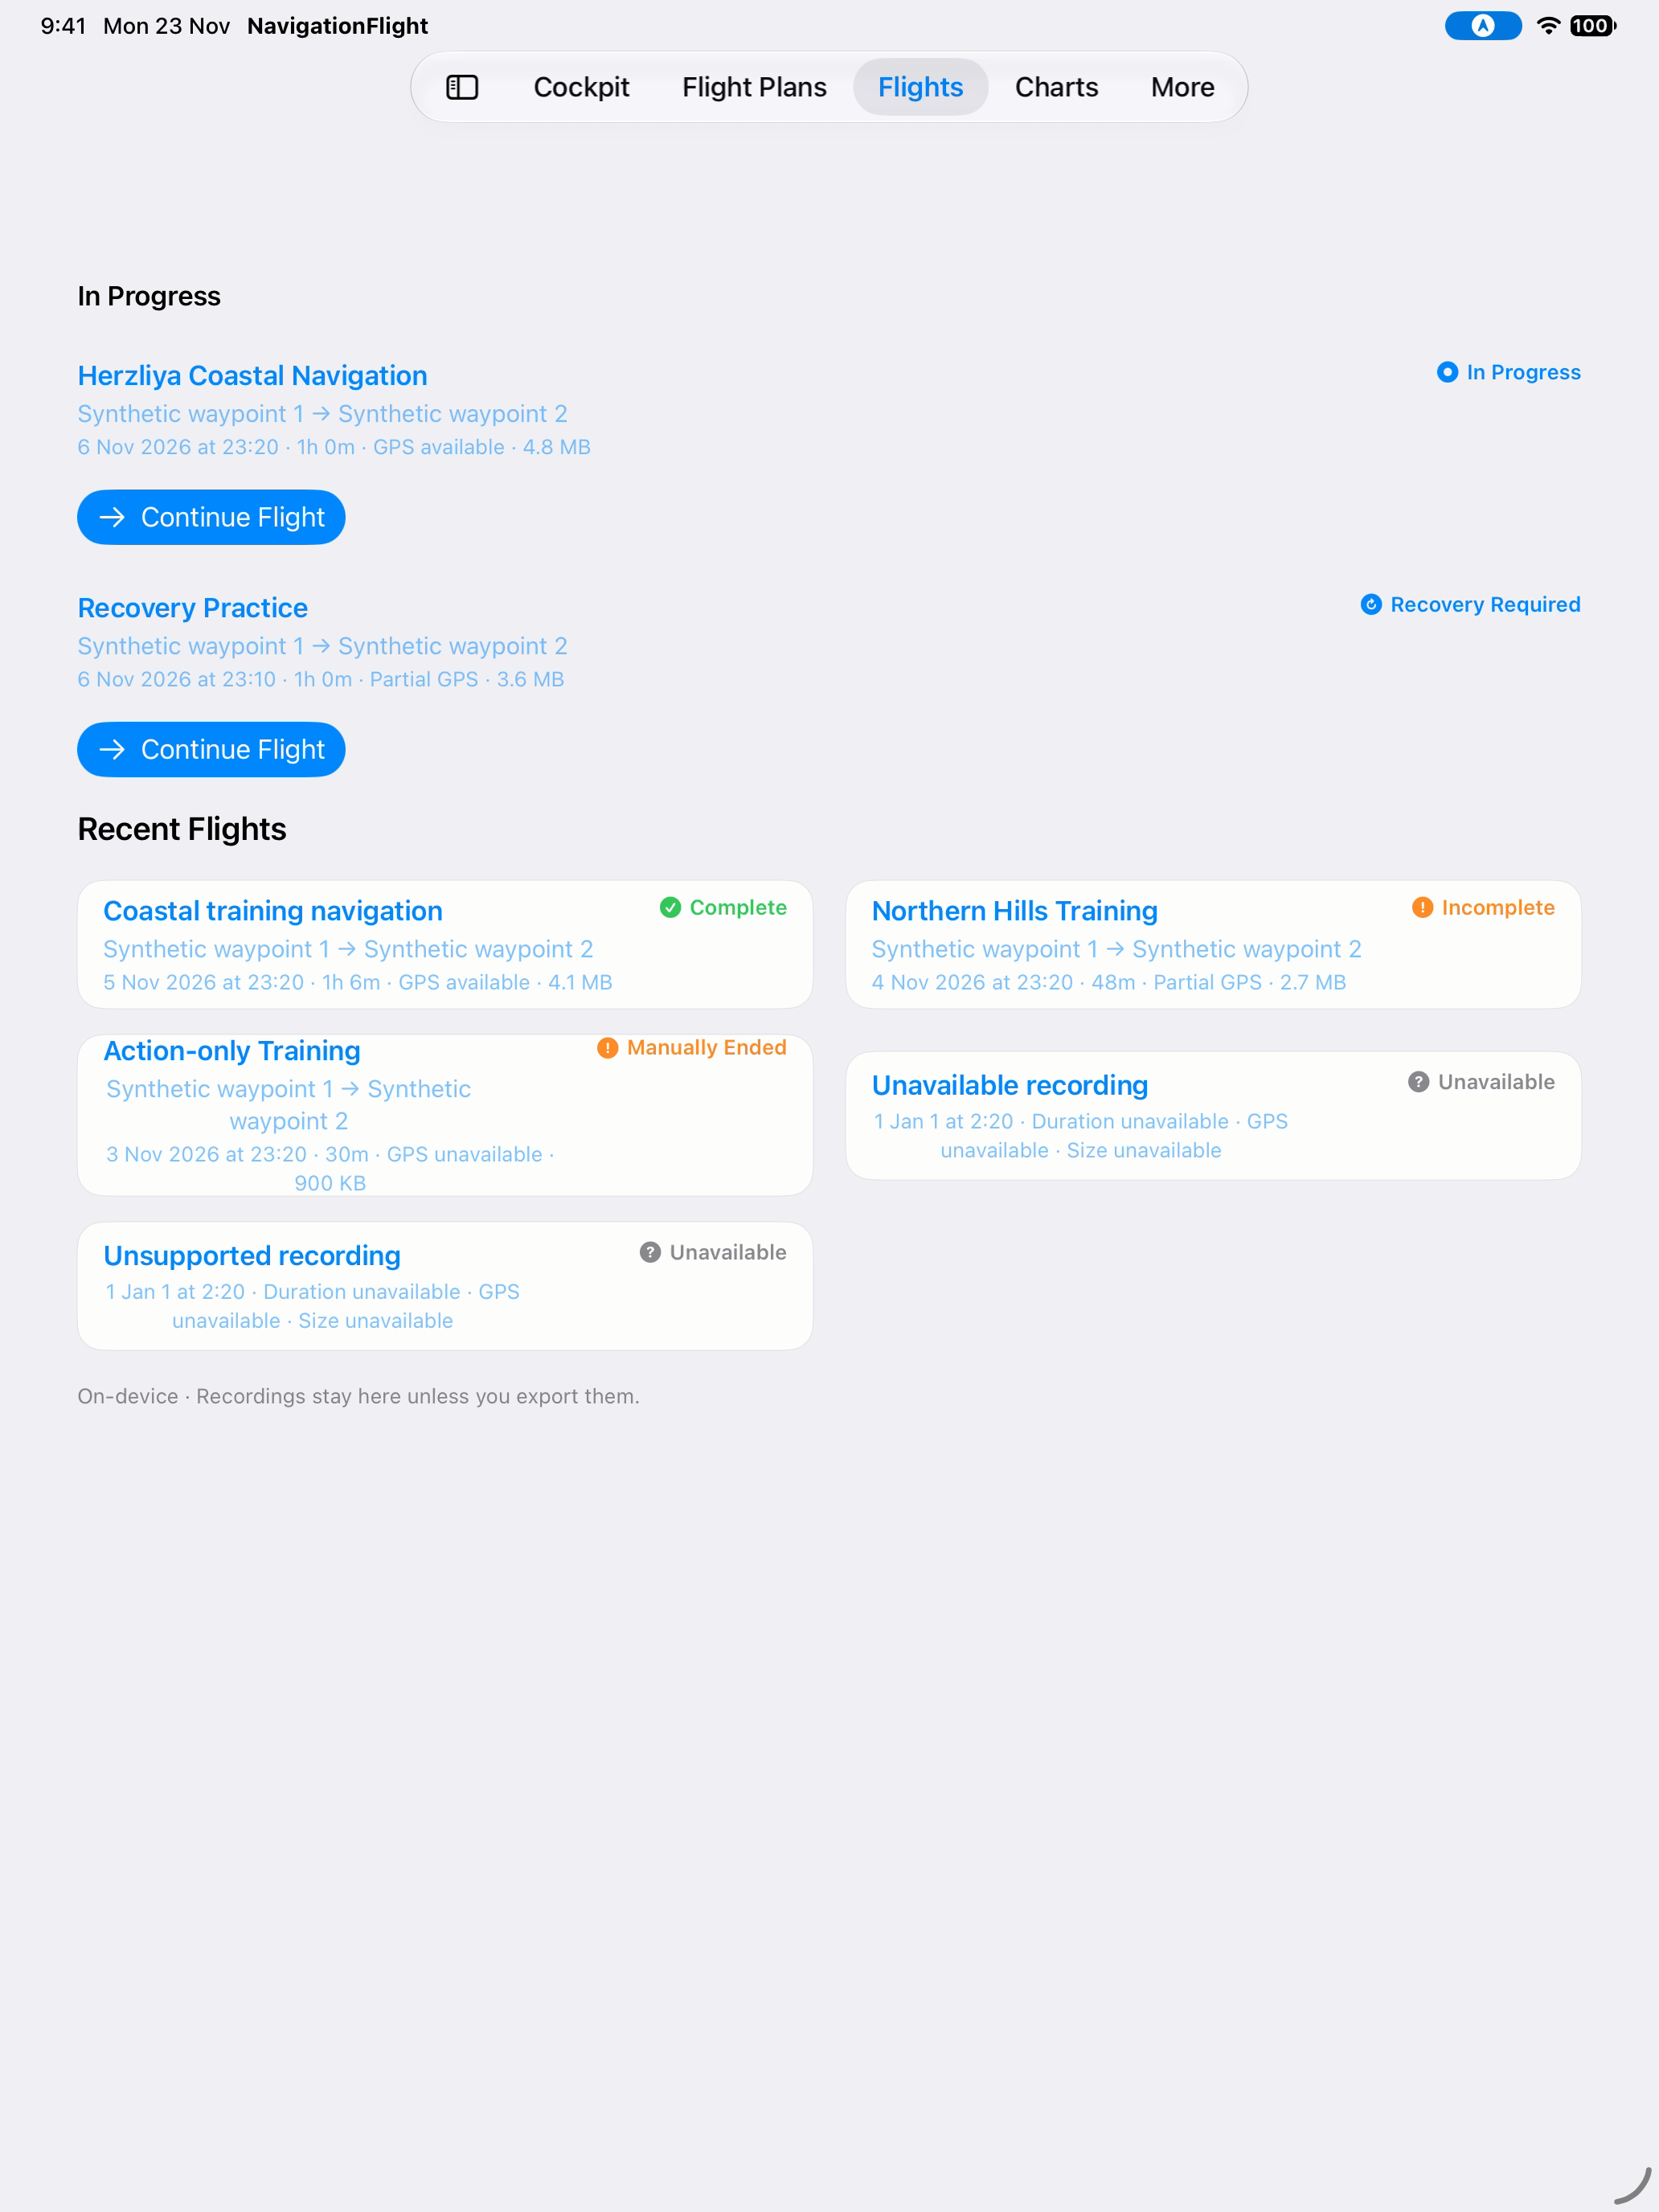 9:41 Mon 23 Nov NavigationFlight 100
Cockpit Flight Plans Flights Charts More
In Progress
Herzliya Coastal Navigation In Progress
Synthetic waypoint 1 → Synthetic waypoint 2
6 Nov 2026 at 23:20 · 1h 0m · GPS available · 4.8 MB
→ Continue Flight
Recovery Practice Recovery Required
Synthetic waypoint 1 → Synthetic waypoint 2
6 Nov 2026 at 23:10 · 1h 0m · Partial GPS · 3.6 MB
→ Continue Flight
Recent Flights
Coastal training navigation Complete
Synthetic waypoint 1 → Synthetic waypoint 2
5 Nov 2026 at 23:20 · 1h 6m · GPS available · 4.1 MB
Northern Hills Training Incomplete
Synthetic waypoint 1 → Synthetic waypoint 2
4 Nov 2026 at 23:20 · 48m · Partial GPS · 2.7 MB
Action-only Training Manually Ended
Synthetic waypoint 1 → Synthetic
waypoint 2
3 Nov 2026 at 23:20 · 30m · GPS unavailable ·
900 KB
Unavailable recording Unavailable
1 Jan 1 at 2:20 · Duration unavailable · GPS
unavailable · Size unavailable
Unsupported recording Unavailable
1 Jan 1 at 2:20 · Duration unavailable · GPS
unavailable · Size unavailable
On-device · Recordings stay here unless you export them.